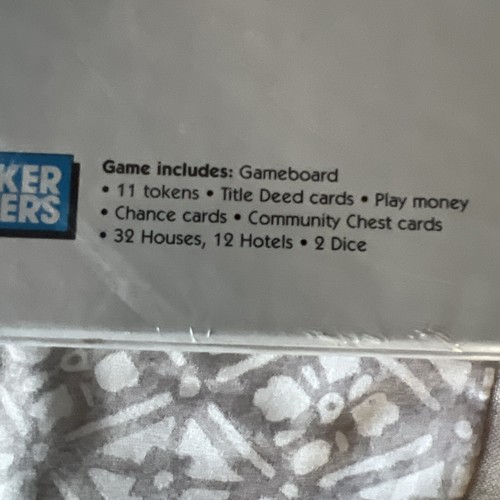 KER
ERS
Game includes: Gameboard
• 11 tokens • Title Deed cards • Play money
• Chance cards • Community Chest cards
• 32 Houses, 12 Hotels • 2 Dice